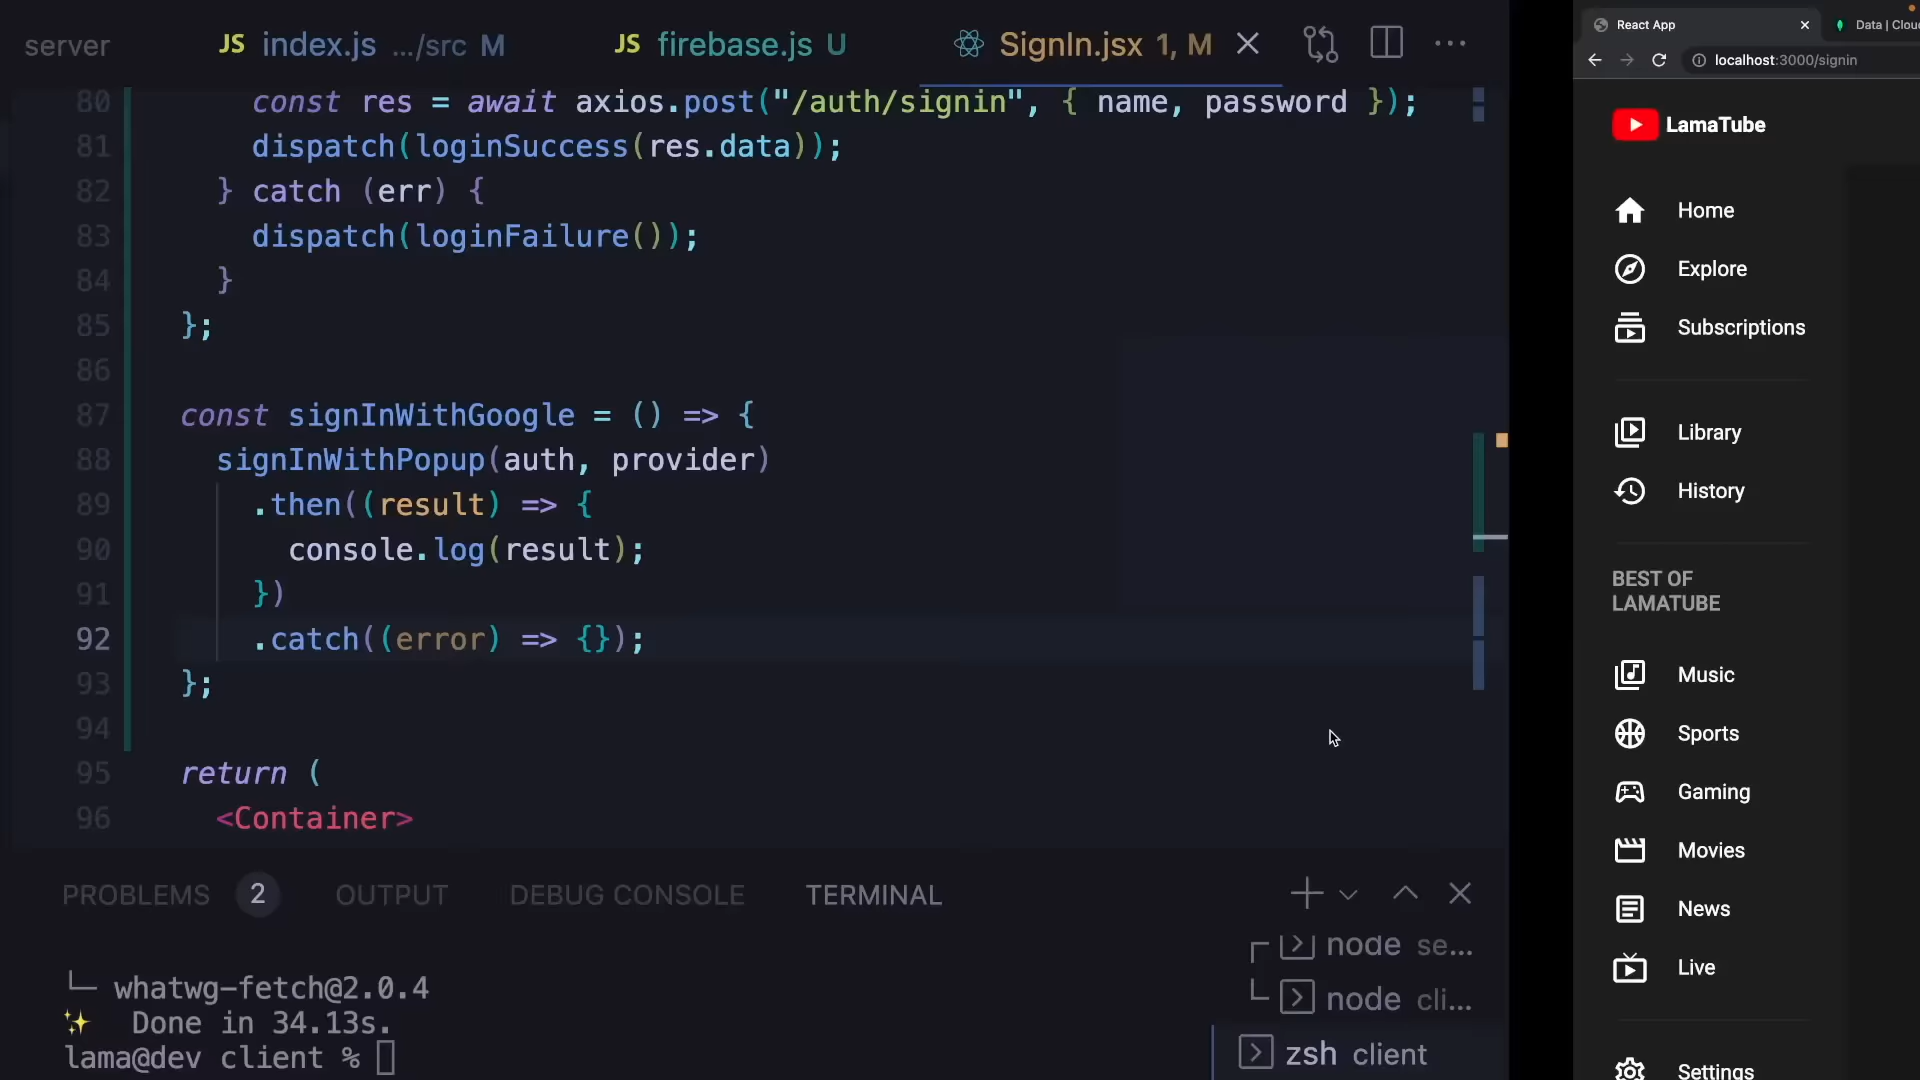 server
JS index.js .../src M
JS firebase.js U
SignIn.jsx 1, M
80 const res = await axios.post("/auth/signin", { name, password });
81 dispatch(loginSuccess(res.data));
82 } catch (err) {
83 dispatch(loginFailure());
84 }
85 };
86
87 const signInWithGoogle = () => {
88 signInWithPopup(auth, provider)
89 .then((result) => {
90 console.log(result);
91 })
92 .catch((error) => {});
93 };
94
95 return (
96 <Container>
PROBLEMS 2 OUTPUT DEBUG CONSOLE TERMINAL
└─ whatwg-fetch@2.0.4
✨ Done in 34.13s.
lama@dev client %
node se...
node cli...
zsh client
React App
Data | Clou
localhost:3000/signin
LamaTube
Home
Explore
Subscriptions
Library
History
BEST OF
LAMATUBE
Music
Sports
Gaming
Movies
News
Live
Settings